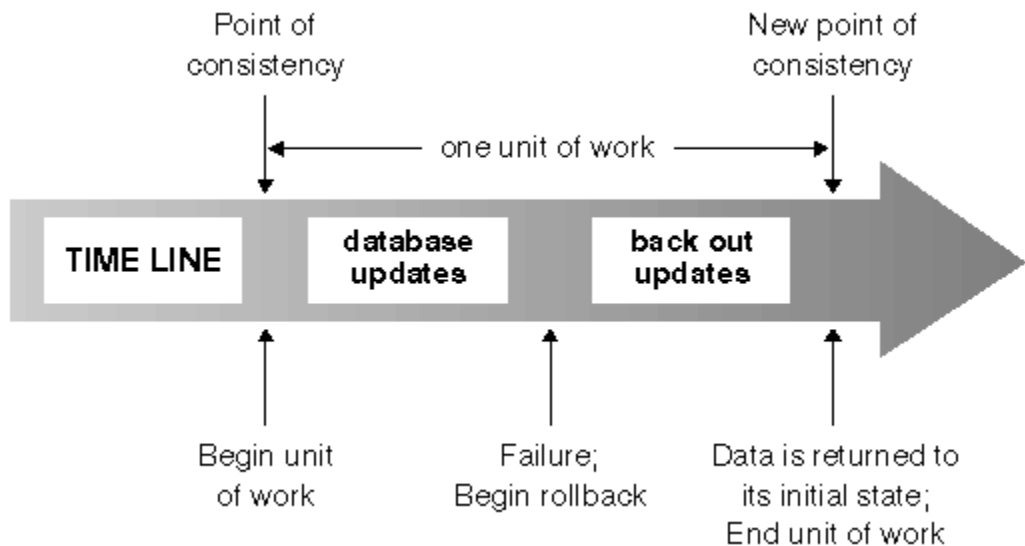 Point of
consistency
New point of
consistency
one unit of work
TIME LINE
database
updates
back out
updates
Begin unit
of work
Failure;
Begin rollback
Data is returned to
its initial state;
End unit of work